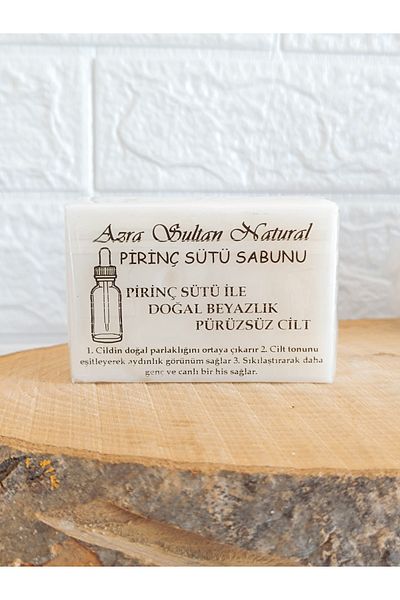 Azra Sultan Natural
PİRİNÇ SÜTÜ SABUNU
PİRİNÇ SÜTÜ İLE
DOĞAL BEYAZLIK
PÜRÜZSÜZ CİLT
1. Cildin doğal parlaklığını ortaya çıkarır 2. Cilt tonunu
eşitleyerek aydınlık görünüm sağlar 3. Sıkılaştırarak daha
genç ve canlı bir his sağlar.